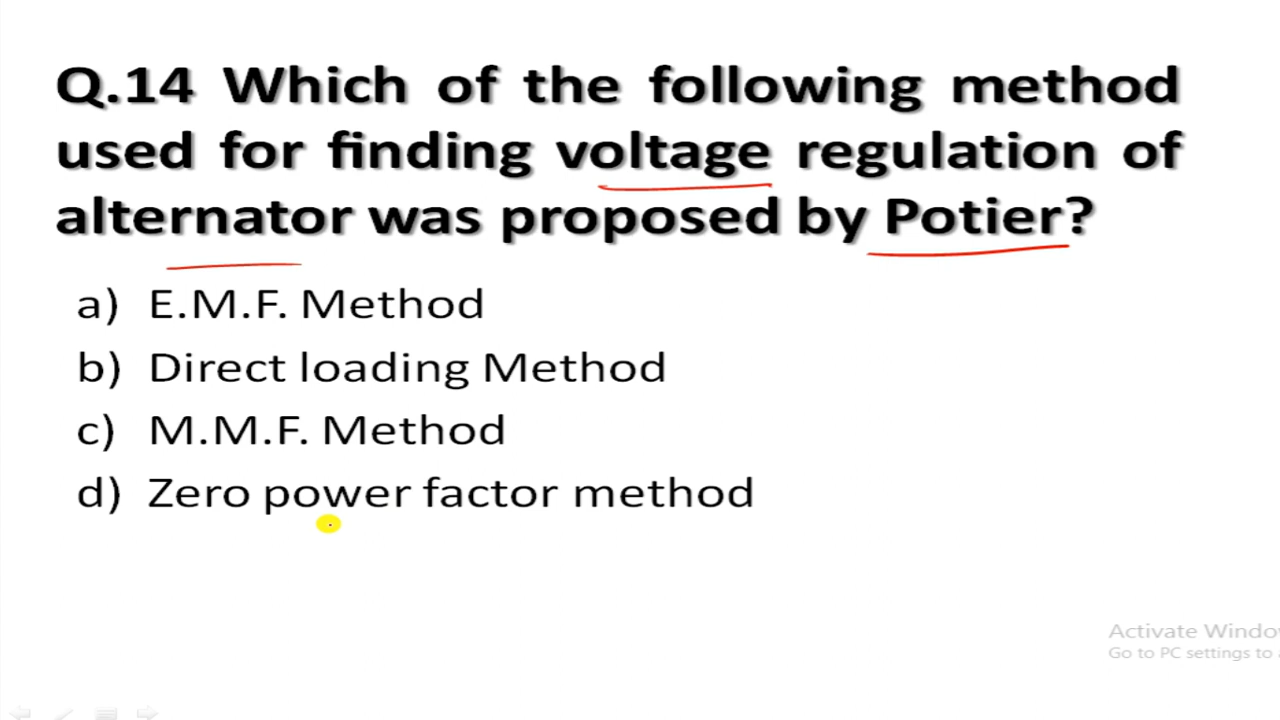 Q.14 Which of the following method
used for finding voltage regulation of
alternator was proposed by Potier?
a) E.M.F. Method
b) Direct loading Method
c) M.M.F. Method
d) Zero power factor method
Activate Windo
Go to PC settings to